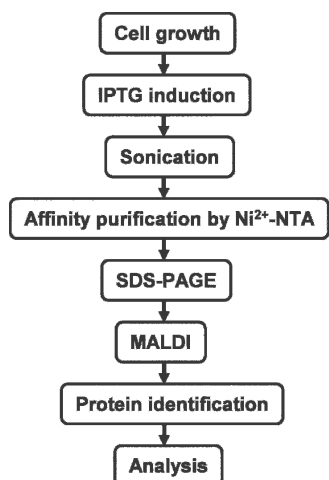 Cell growth
IPTG induction
Sonication
Affinity purification by Ni²⁺-NTA
SDS-PAGE
MALDI
Protein identification
Analysis